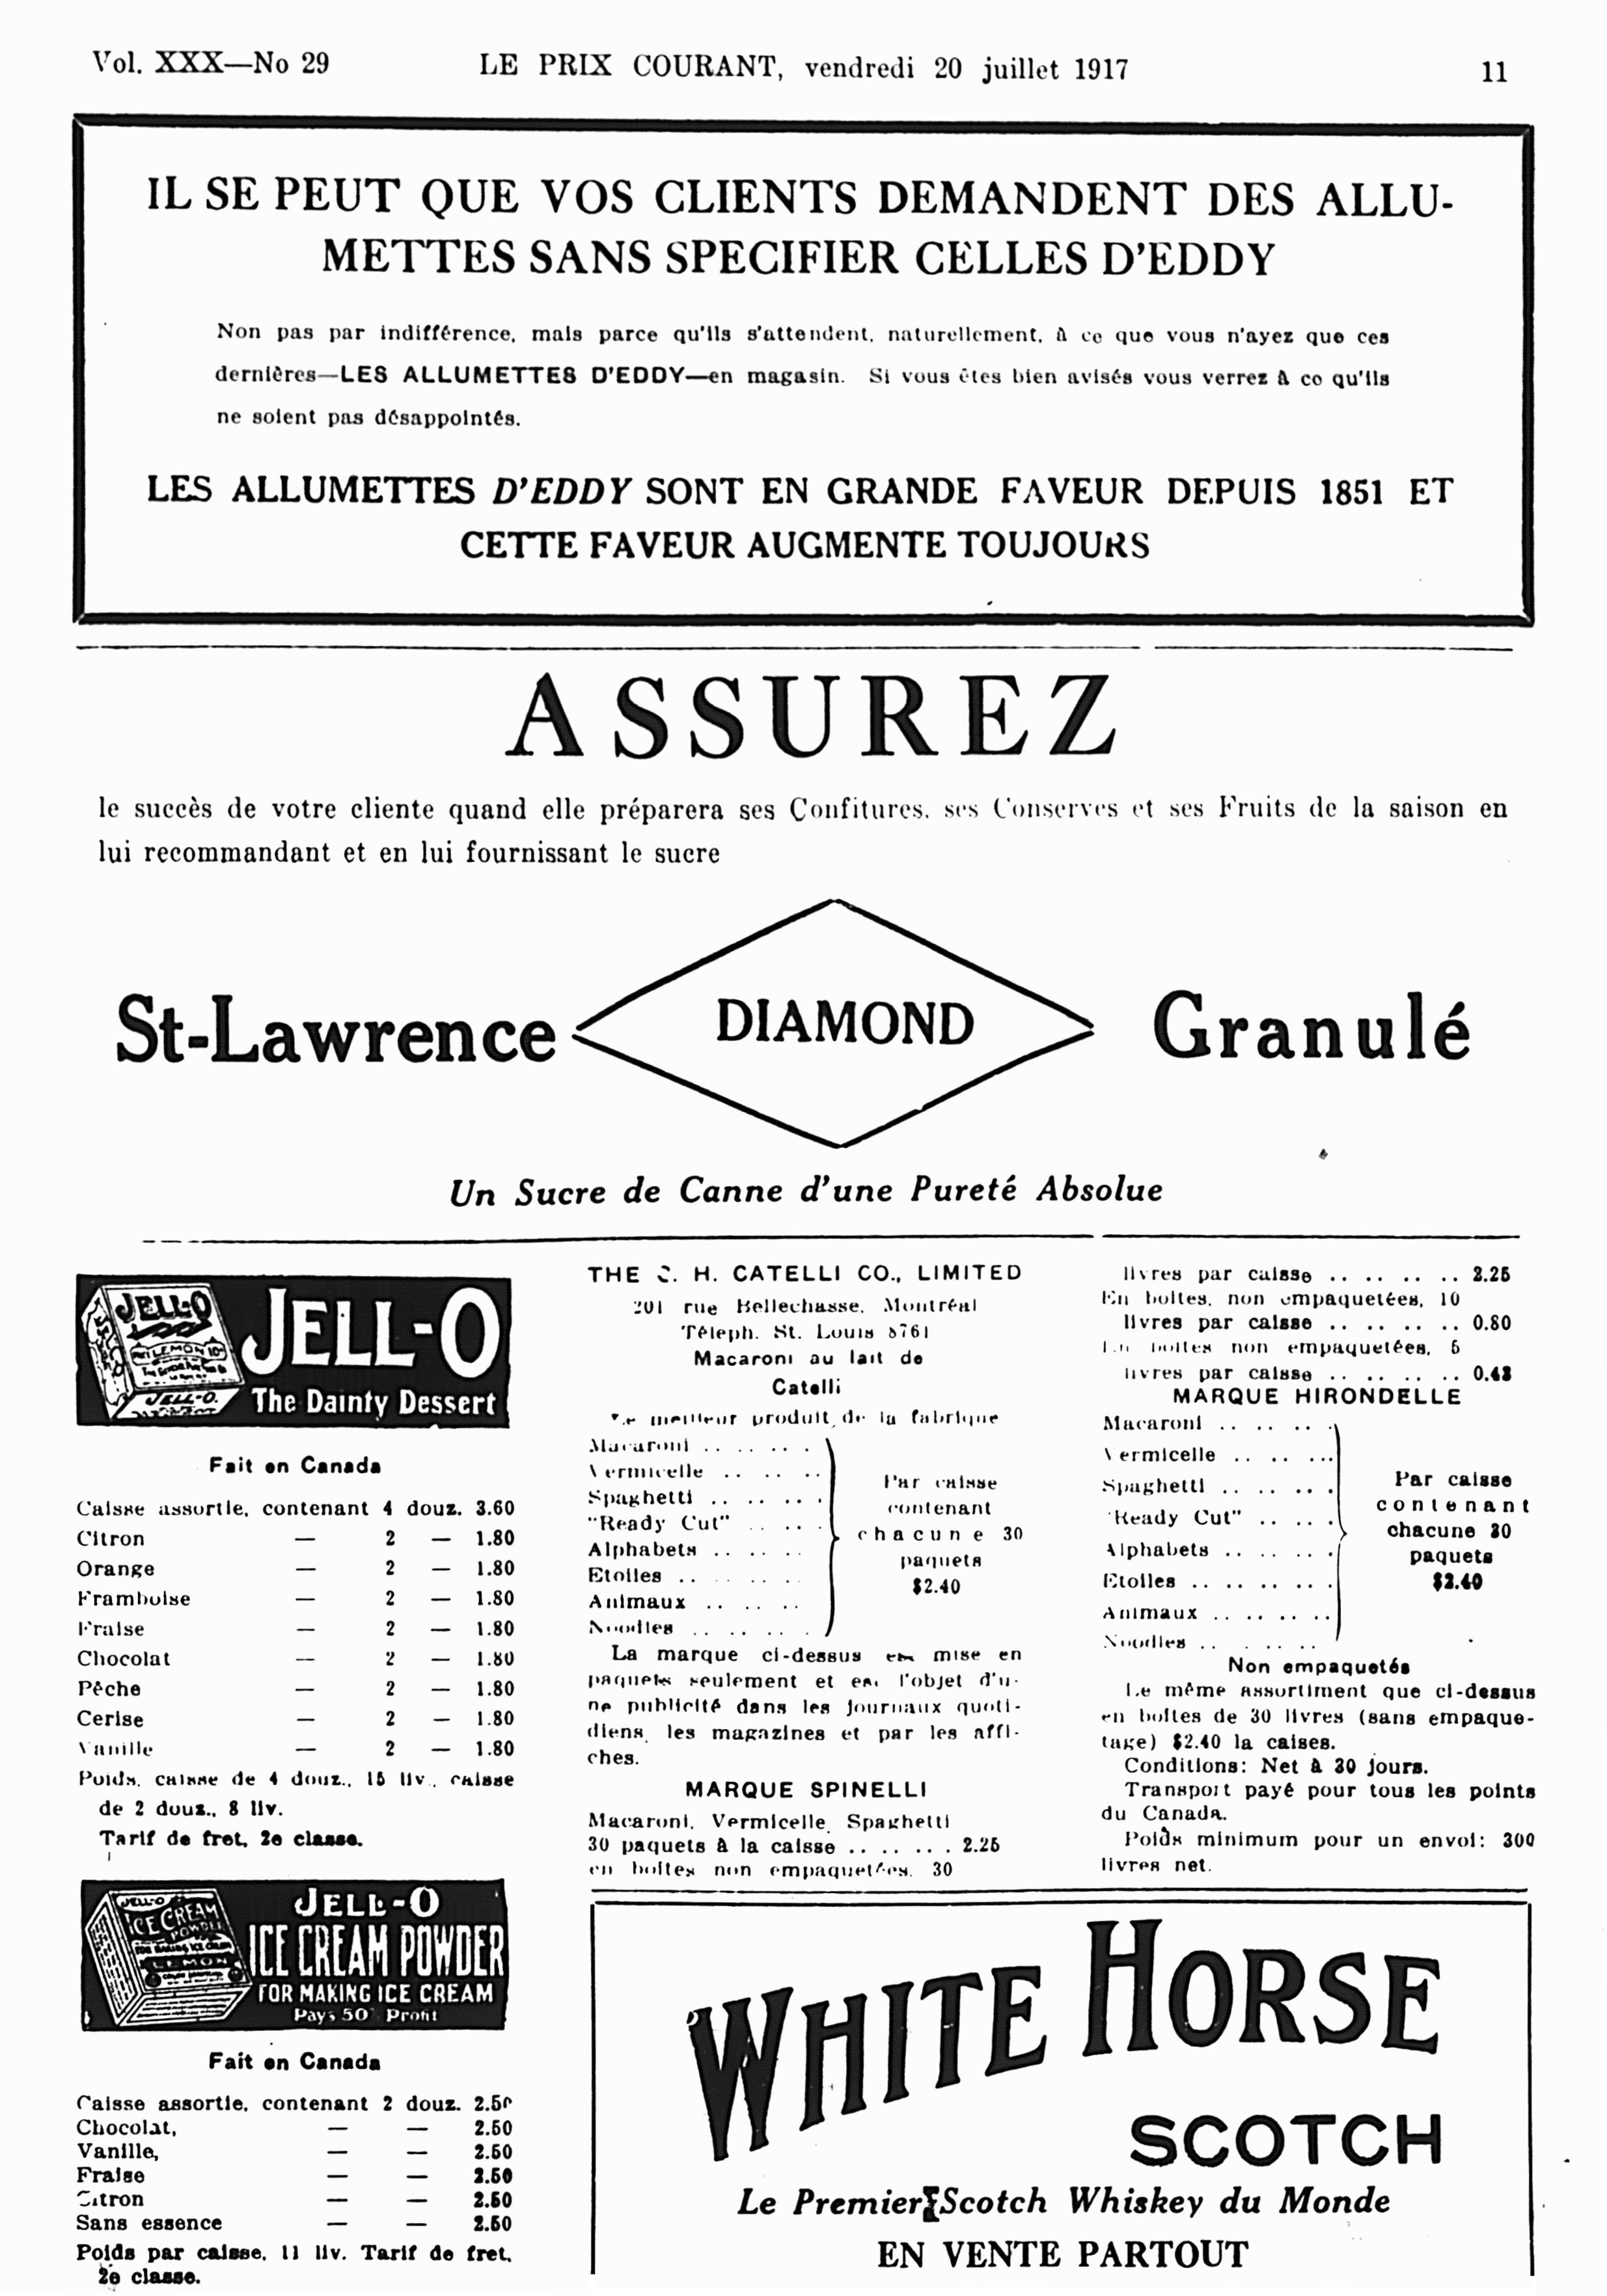 Vol. XXX—No 29 LE PRIX COURANT, vendredi 20 juillet 1917 11
IL SE PEUT QUE VOS CLIENTS DEMANDENT DES ALLU-
METTES SANS SPECIFIER CELLES D'EDDY
Non pas par indifférence, mais parce qu'ils s'attendent, naturellement, à ce que vous n'ayez que ces
dernières—LES ALLUMETTES D'EDDY—en magasin. Si vous êtes bien avisés vous verrez à ce qu'ils
ne soient pas désappointés.
LES ALLUMETTES D'EDDY SONT EN GRANDE FAVEUR DEPUIS 1851 ET
CETTE FAVEUR AUGMENTE TOUJOURS
ASSUREZ
le succès de votre cliente quand elle préparera ses Confitures, ses Conserves et ses Fruits de la saison en
lui recommandant et en lui fournissant le sucre
St-Lawrence DIAMOND Granulé
Un Sucre de Canne d'une Pureté Absolue
JELL-O
LEMON
JELL-O.
JELL-O
The Dainty Dessert
Fait en Canada
Caisse assortie, contenant 4 douz. 3.60
Citron — 2 — 1.80
Orange — 2 — 1.80
Framboise — 2 — 1.80
Fraise — 2 — 1.80
Chocolat — 2 — 1.80
Pêche — 2 — 1.80
Cerise — 2 — 1.80
Vanille — 2 — 1.80
Poids, caisse de 4 douz., 15 liv., caisse
de 2 douz., 8 liv.
Tarif de fret, 2e classe.
JELL-O
ICE CREAM
POWDER
LEMON
JELL-O
ICE CREAM POWDER
FOR MAKING ICE CREAM
Pays 50 Profit
Fait en Canada
Caisse assortie, contenant 2 douz. 2.50
Chocolat, — — 2.50
Vanille, — — 2.50
Fraise — — 2.50
Citron — — 2.50
Sans essence — — 2.50
Poids par caisse, 11 liv. Tarif de fret,
2e classe.
THE C. H. CATELLI CO., LIMITED
201 rue Bellechasse, Montréal
Téleph. St. Louis 8761
Macaroni au lait de
Catelli
Le meilleur produit de la fabrique
Macaroni .. .. .. .
Vermicelle .. .. ..
Spaghetti .. .. .. .
"Ready Cut" .. .. .
Alphabets .. .. ..
Etoiles .. .. .. ..
Animaux .. .. ..
Noodles .. .. .. .
Par caisse
contenant
chacune 30
paquets
$2.40
La marque ci-dessus est mise en
paquets seulement et est l'objet d'u-
ne publicité dans les journaux quoti-
diens, les magazines et par les affi-
ches.
MARQUE SPINELLI
Macaroni, Vermicelle, Spaghetti
30 paquets à la caisse .. .. .. . 2.25
en boîtes non empaquetées, 30
livres par caisse .. .. .. .. 2.25
En boîtes, non empaquetées, 10
livres par caisse .. .. .. .. 0.80
En boîtes non empaquetées, 5
livres par caisse .. .. .. .. 0.43
MARQUE HIRONDELLE
Macaroni .. .. .. .
Vermicelle .. .. ...
Spaghetti .. .. .. .
"Ready Cut" .. .. .
Alphabets .. .. .. .
Etoiles .. .. .. .. .
Animaux .. .. .. ..
Noodles .. .. .. ..
Par caisse
contenant
chacune 30
paquets
$2.40
Non empaquetés
Le même assortiment que ci-dessus
en boîtes de 30 livres (sans empaque-
tage) $2.40 la caises.
Conditions: Net à 30 jours.
Transport payé pour tous les points
du Canada.
Poids minimum pour un envoi: 300
livres net.
WHITE HORSE
SCOTCH
Le Premier Scotch Whiskey du Monde
EN VENTE PARTOUT